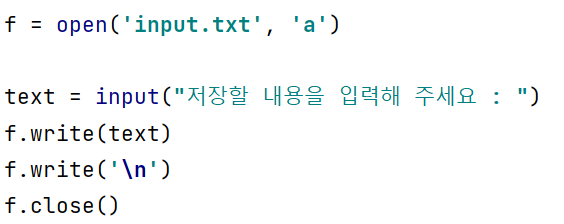 f = open('input.txt', 'a')
text = input("저장할 내용을 입력해 주세요 : ")
f.write(text)
f.write('\n')
f.close()